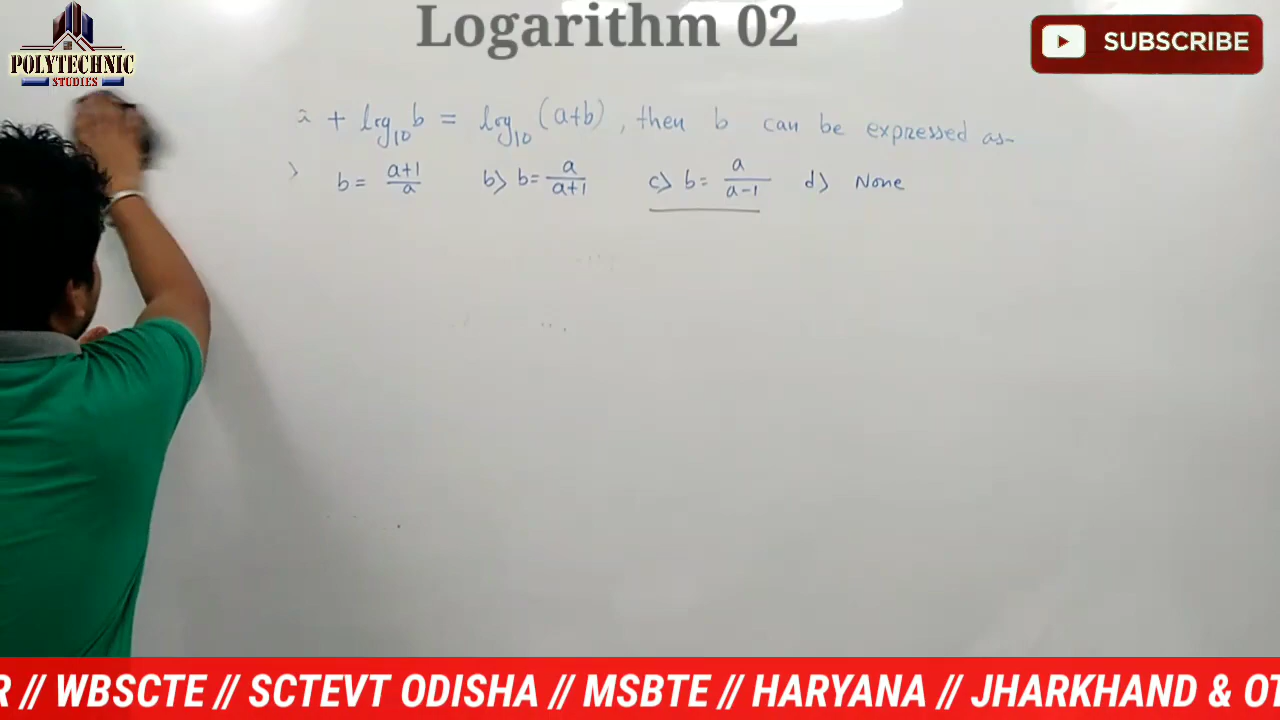 Logarithm 02
POLYTECHNIC
STUDIES
SUBSCRIBE
+ log₁₀ b = log₁₀ (a+b), then b can be expressed as-
b = a+1/a b) b = a/a+1 c) b = a/a-1 d) None
R // WBSCTE // SCTEVT ODISHA // MSBTE // HARYANA // JHARKHAND & OT